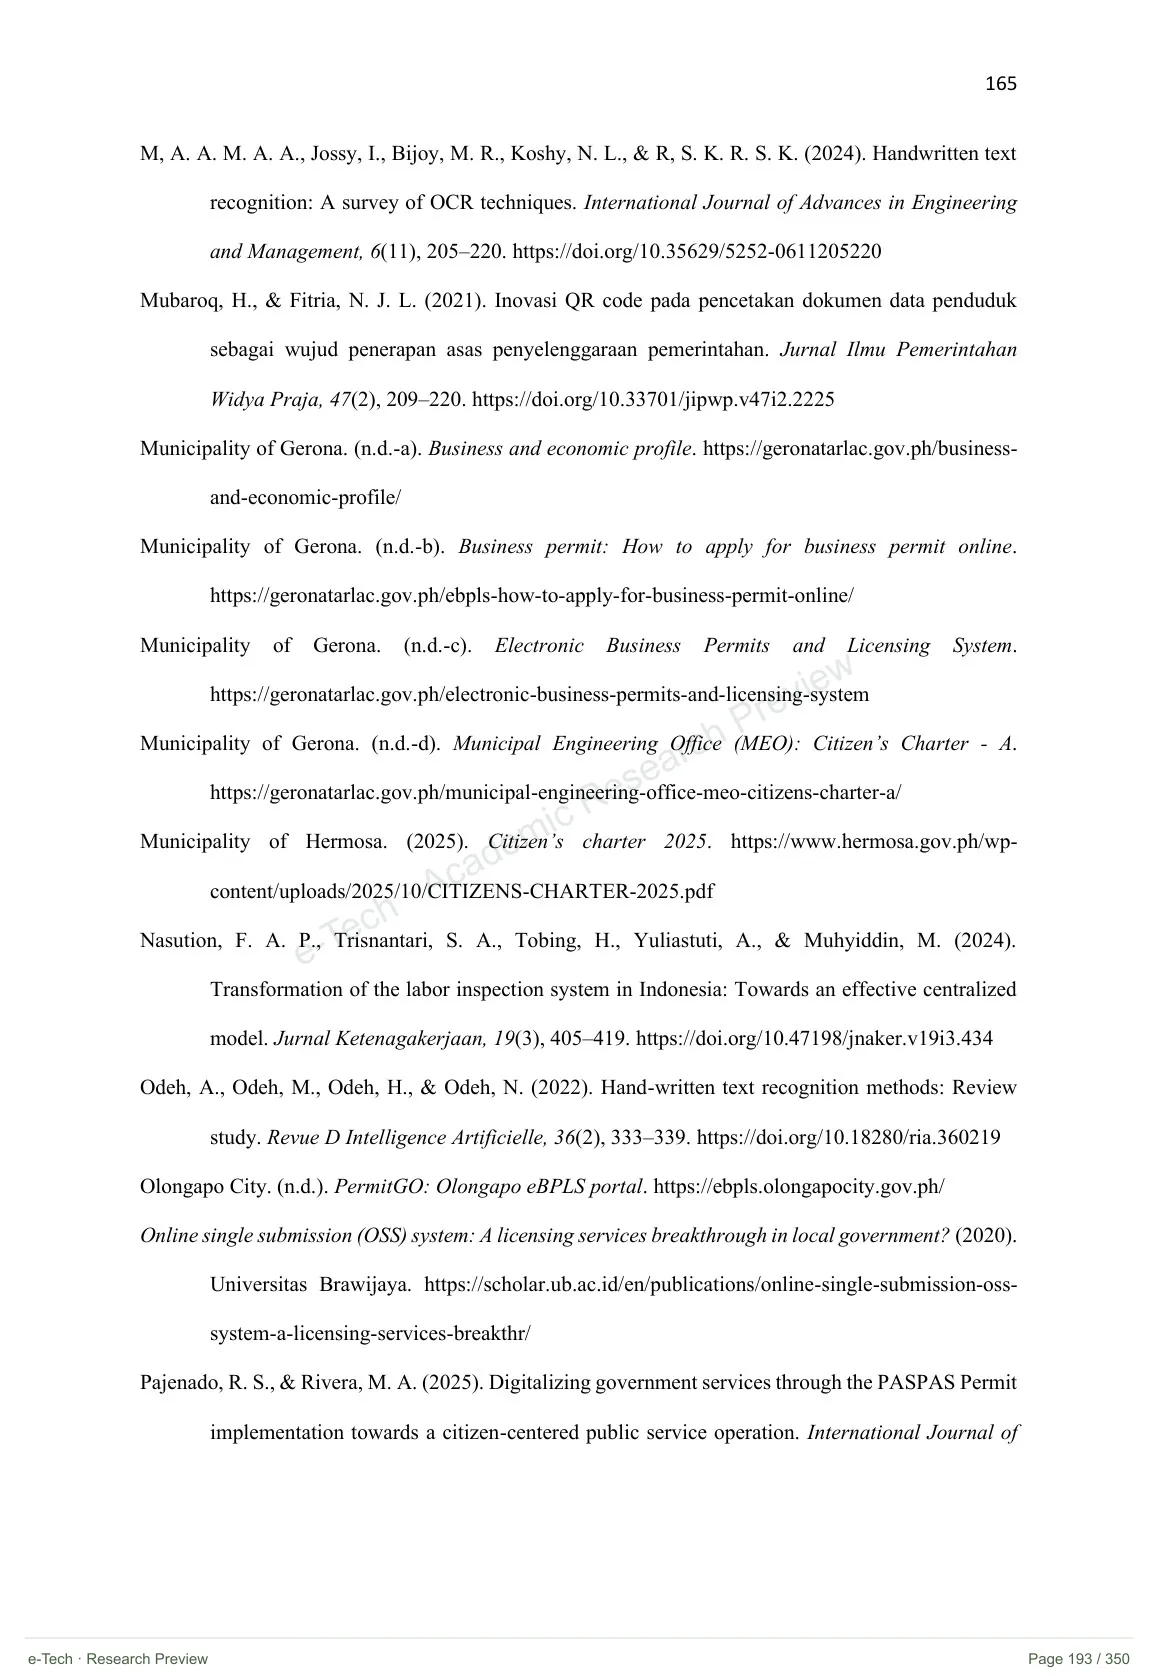 165
M, A. A. M. A. A., Jossy, I., Bijoy, M. R., Koshy, N. L., & R, S. K. R. S. K. (2024). Handwritten text
recognition: A survey of OCR techniques. International Journal of Advances in Engineering
and Management, 6(11), 205–220. https://doi.org/10.35629/5252-0611205220
Mubaroq, H., & Fitria, N. J. L. (2021). Inovasi QR code pada pencetakan dokumen data penduduk
sebagai wujud penerapan asas penyelenggaraan pemerintahan. Jurnal Ilmu Pemerintahan
Widya Praja, 47(2), 209–220. https://doi.org/10.33701/jipwp.v47i2.2225
Municipality of Gerona. (n.d.-a). Business and economic profile. https://geronatarlac.gov.ph/business-
and-economic-profile/
Municipality of Gerona. (n.d.-b). Business permit: How to apply for business permit online.
https://geronatarlac.gov.ph/ebpls-how-to-apply-for-business-permit-online/
Municipality of Gerona. (n.d.-c). Electronic Business Permits and Licensing System.
https://geronatarlac.gov.ph/electronic-business-permits-and-licensing-system
Municipality of Gerona. (n.d.-d). Municipal Engineering Office (MEO): Citizen’s Charter - A.
https://geronatarlac.gov.ph/municipal-engineering-office-meo-citizens-charter-a/
Municipality of Hermosa. (2025). Citizen’s charter 2025. https://www.hermosa.gov.ph/wp-
content/uploads/2025/10/CITIZENS-CHARTER-2025.pdf
Nasution, F. A. P., Trisnantari, S. A., Tobing, H., Yuliastuti, A., & Muhyiddin, M. (2024).
Transformation of the labor inspection system in Indonesia: Towards an effective centralized
model. Jurnal Ketenagakerjaan, 19(3), 405–419. https://doi.org/10.47198/jnaker.v19i3.434
Odeh, A., Odeh, M., Odeh, H., & Odeh, N. (2022). Hand-written text recognition methods: Review
study. Revue D Intelligence Artificielle, 36(2), 333–339. https://doi.org/10.18280/ria.360219
Olongapo City. (n.d.). PermitGO: Olongapo eBPLS portal. https://ebpls.olongapocity.gov.ph/
Online single submission (OSS) system: A licensing services breakthrough in local government? (2020).
Universitas Brawijaya. https://scholar.ub.ac.id/en/publications/online-single-submission-oss-
system-a-licensing-services-breakthr/
Pajenado, R. S., & Rivera, M. A. (2025). Digitalizing government services through the PASPAS Permit
implementation towards a citizen-centered public service operation. International Journal of
e-Tech · Academic Research Preview
e-Tech · Research Preview
Page 193 / 350